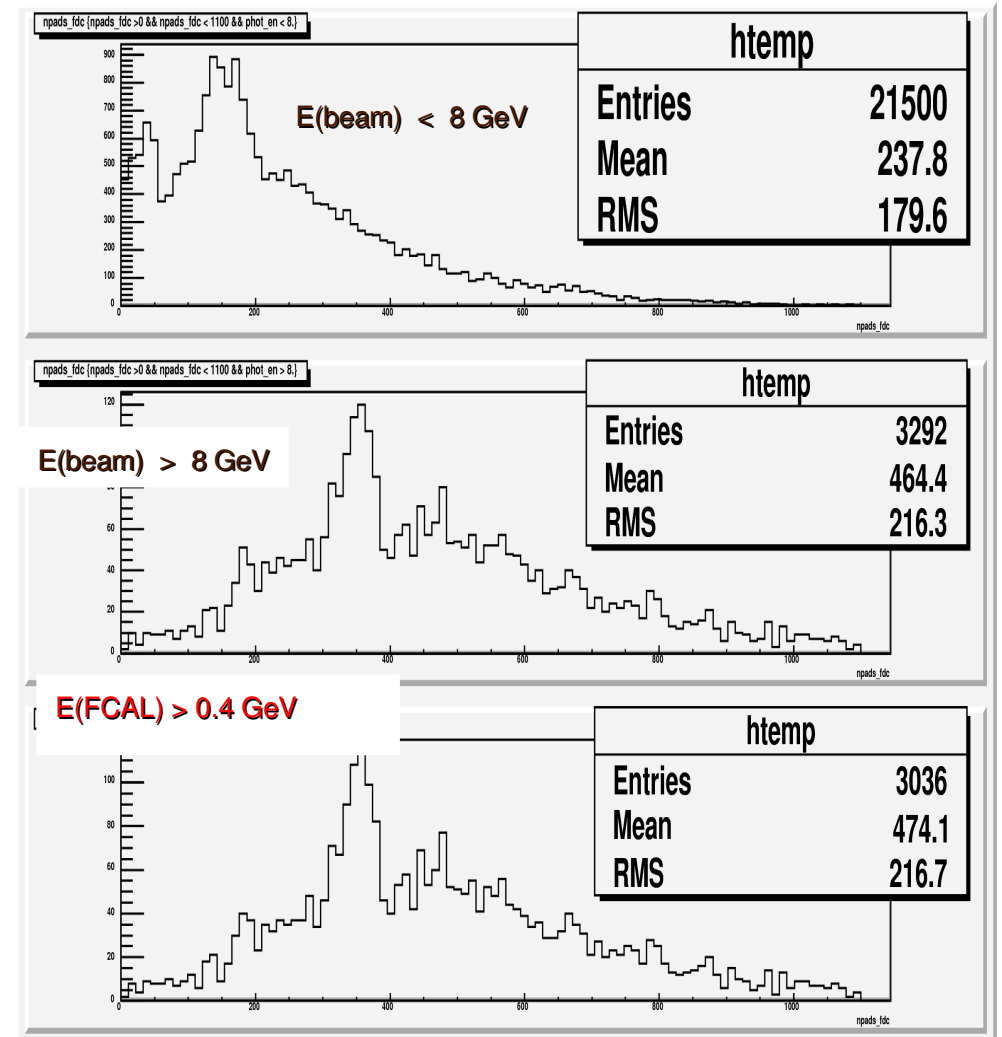 npads_fdc {npads_fdc >0 && npads_fdc < 1100 && phot_en < 8.}
htemp
Entries 21500
Mean 237.8
RMS 179.6
E(beam) < 8 GeV
900
800
700
600
500
400
300
200
100
0
0 200 400 600 800 1000
npads_fdc
npads_fdc {npads_fdc >0 && npads_fdc < 1100 && phot_en > 8.}
htemp
Entries 3292
Mean 464.4
RMS 216.3
120
E(beam) > 8 GeV
60
40
20
0
0 200 400 600 800 1000
npads_fdc
E(FCAL) > 0.4 GeV
htemp
Entries 3036
Mean 474.1
RMS 216.7
100
80
60
40
20
0
0 200 400 600 800 1000
npads_fdc